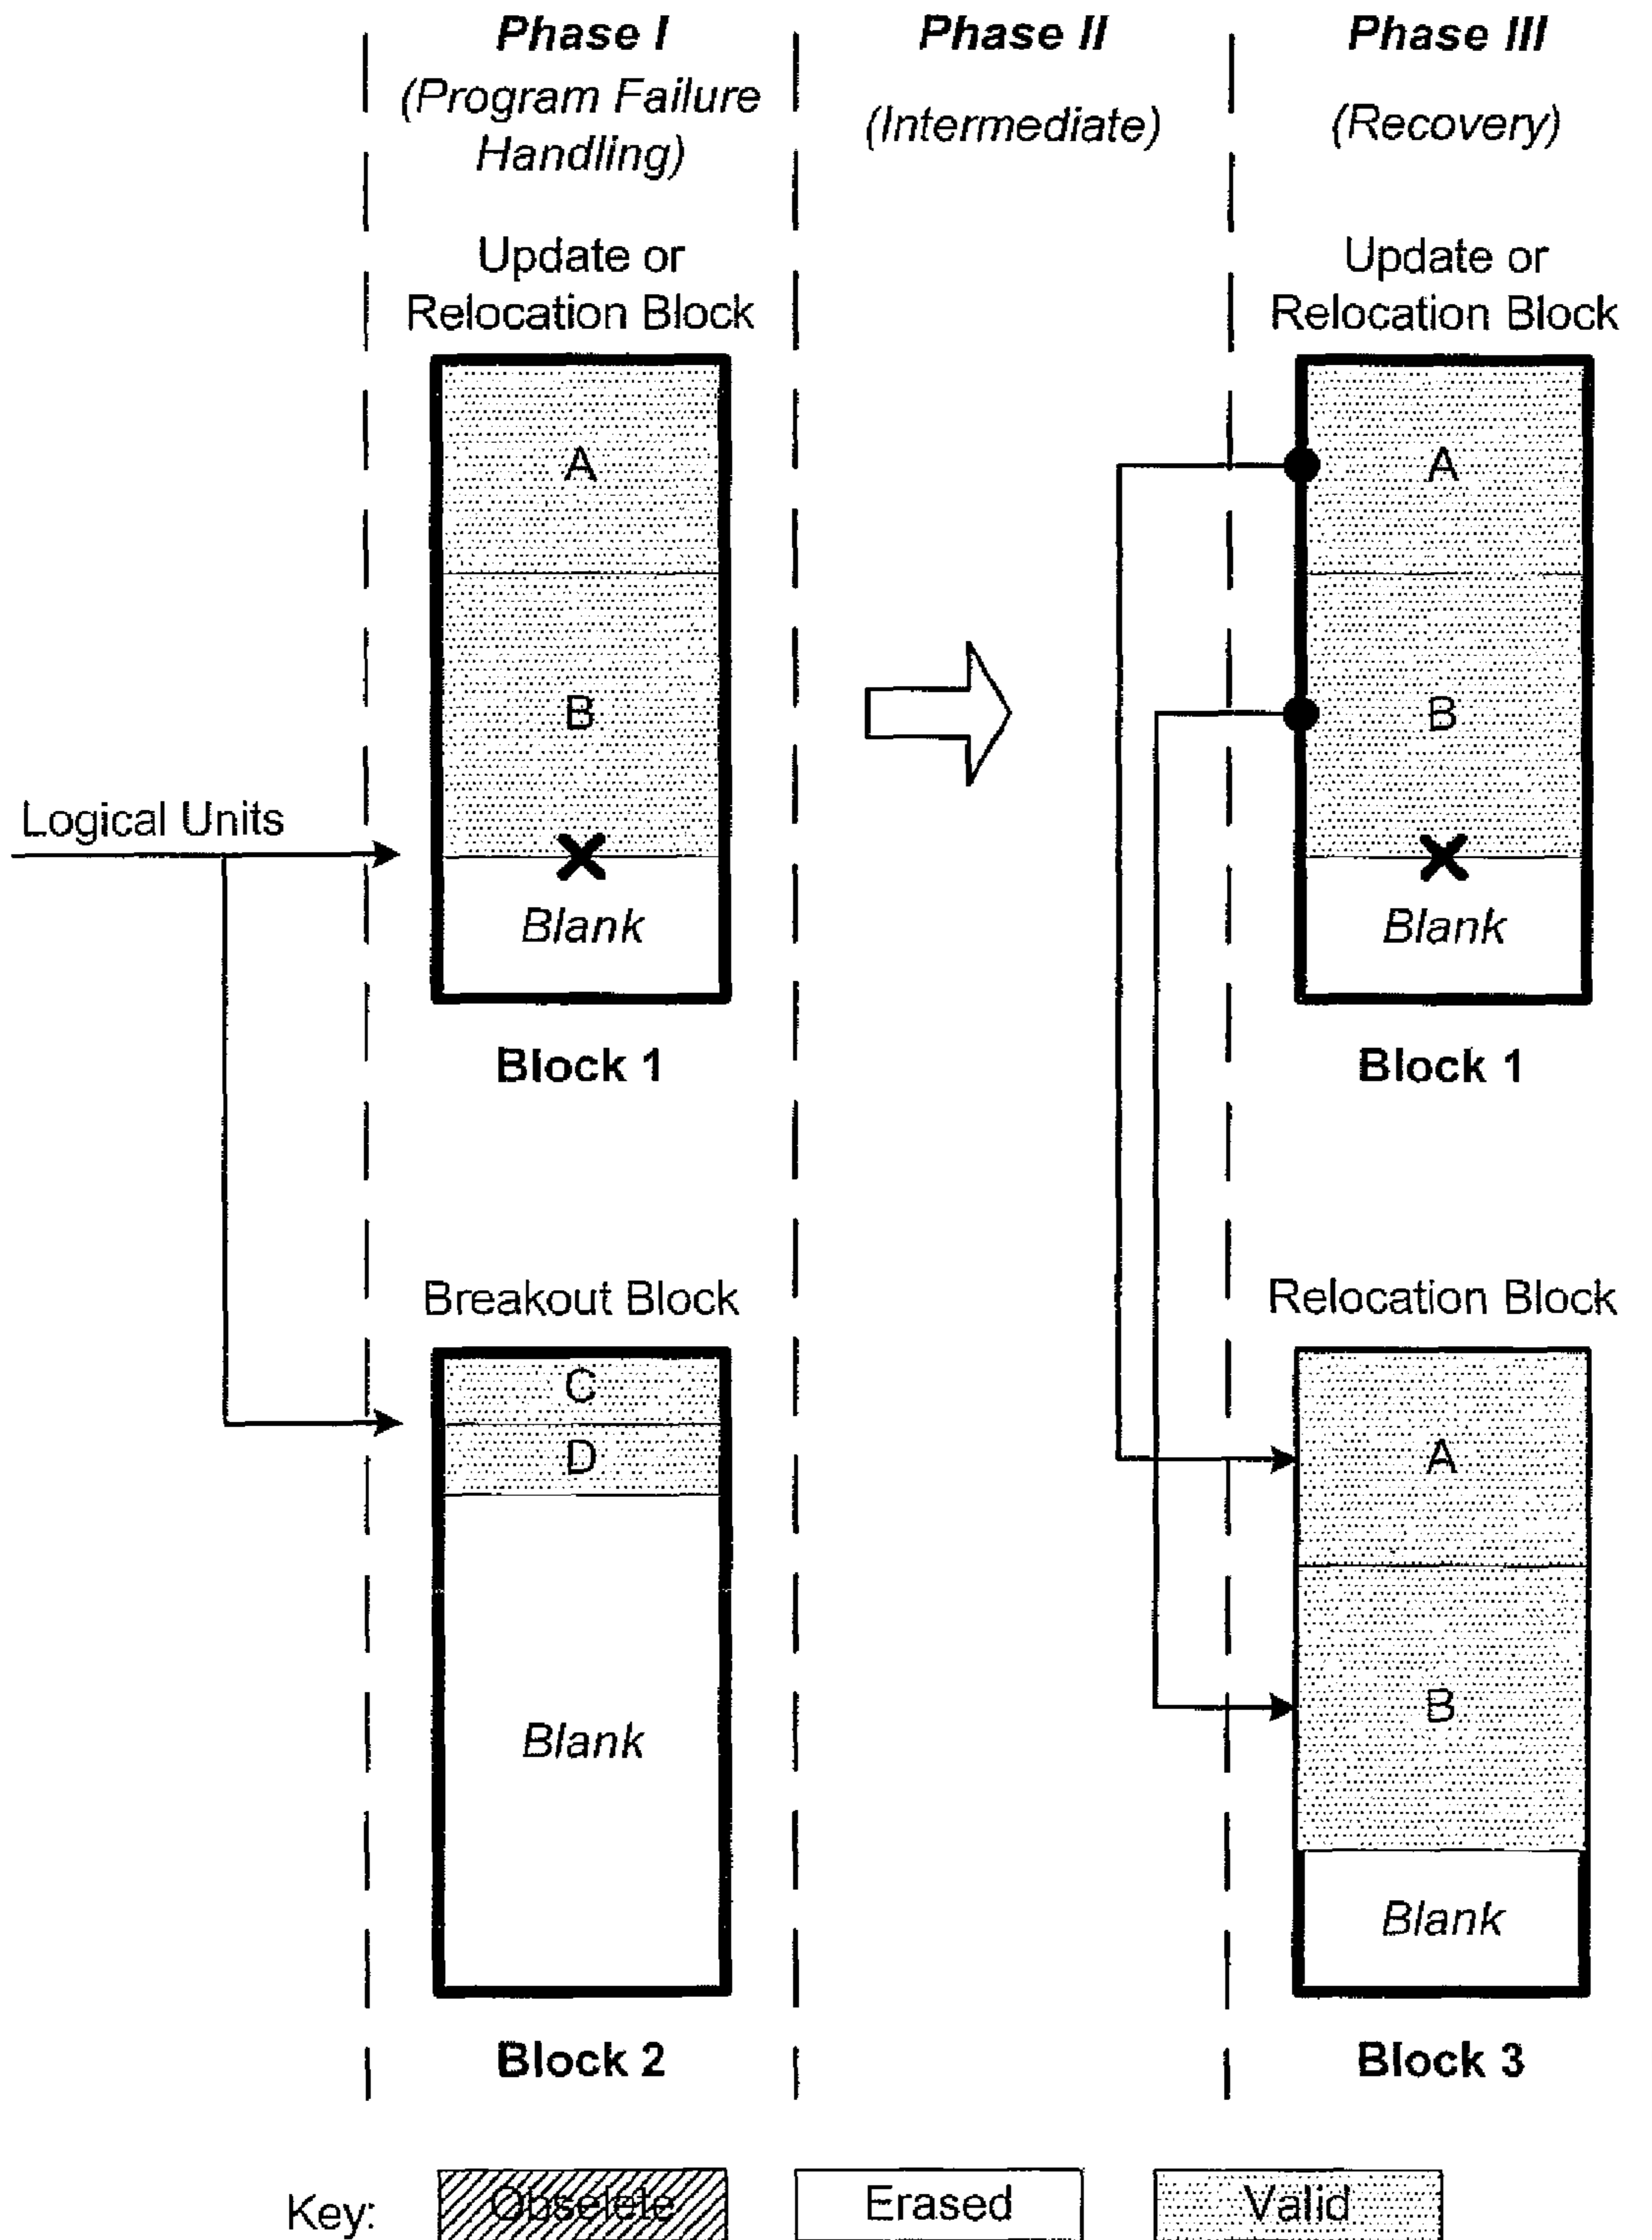 Phase I
(Program Failure
Handling)
Phase II
(Intermediate)
Phase III
(Recovery)
Update or
Relocation Block
A
B
Blank
Block 1
Update or
Relocation Block
A
B
Blank
Block 1
Logical Units
Breakout Block
C
D
Blank
Block 2
Relocation Block
A
B
Blank
Block 3
Key:
Obselete
Erased
Valid